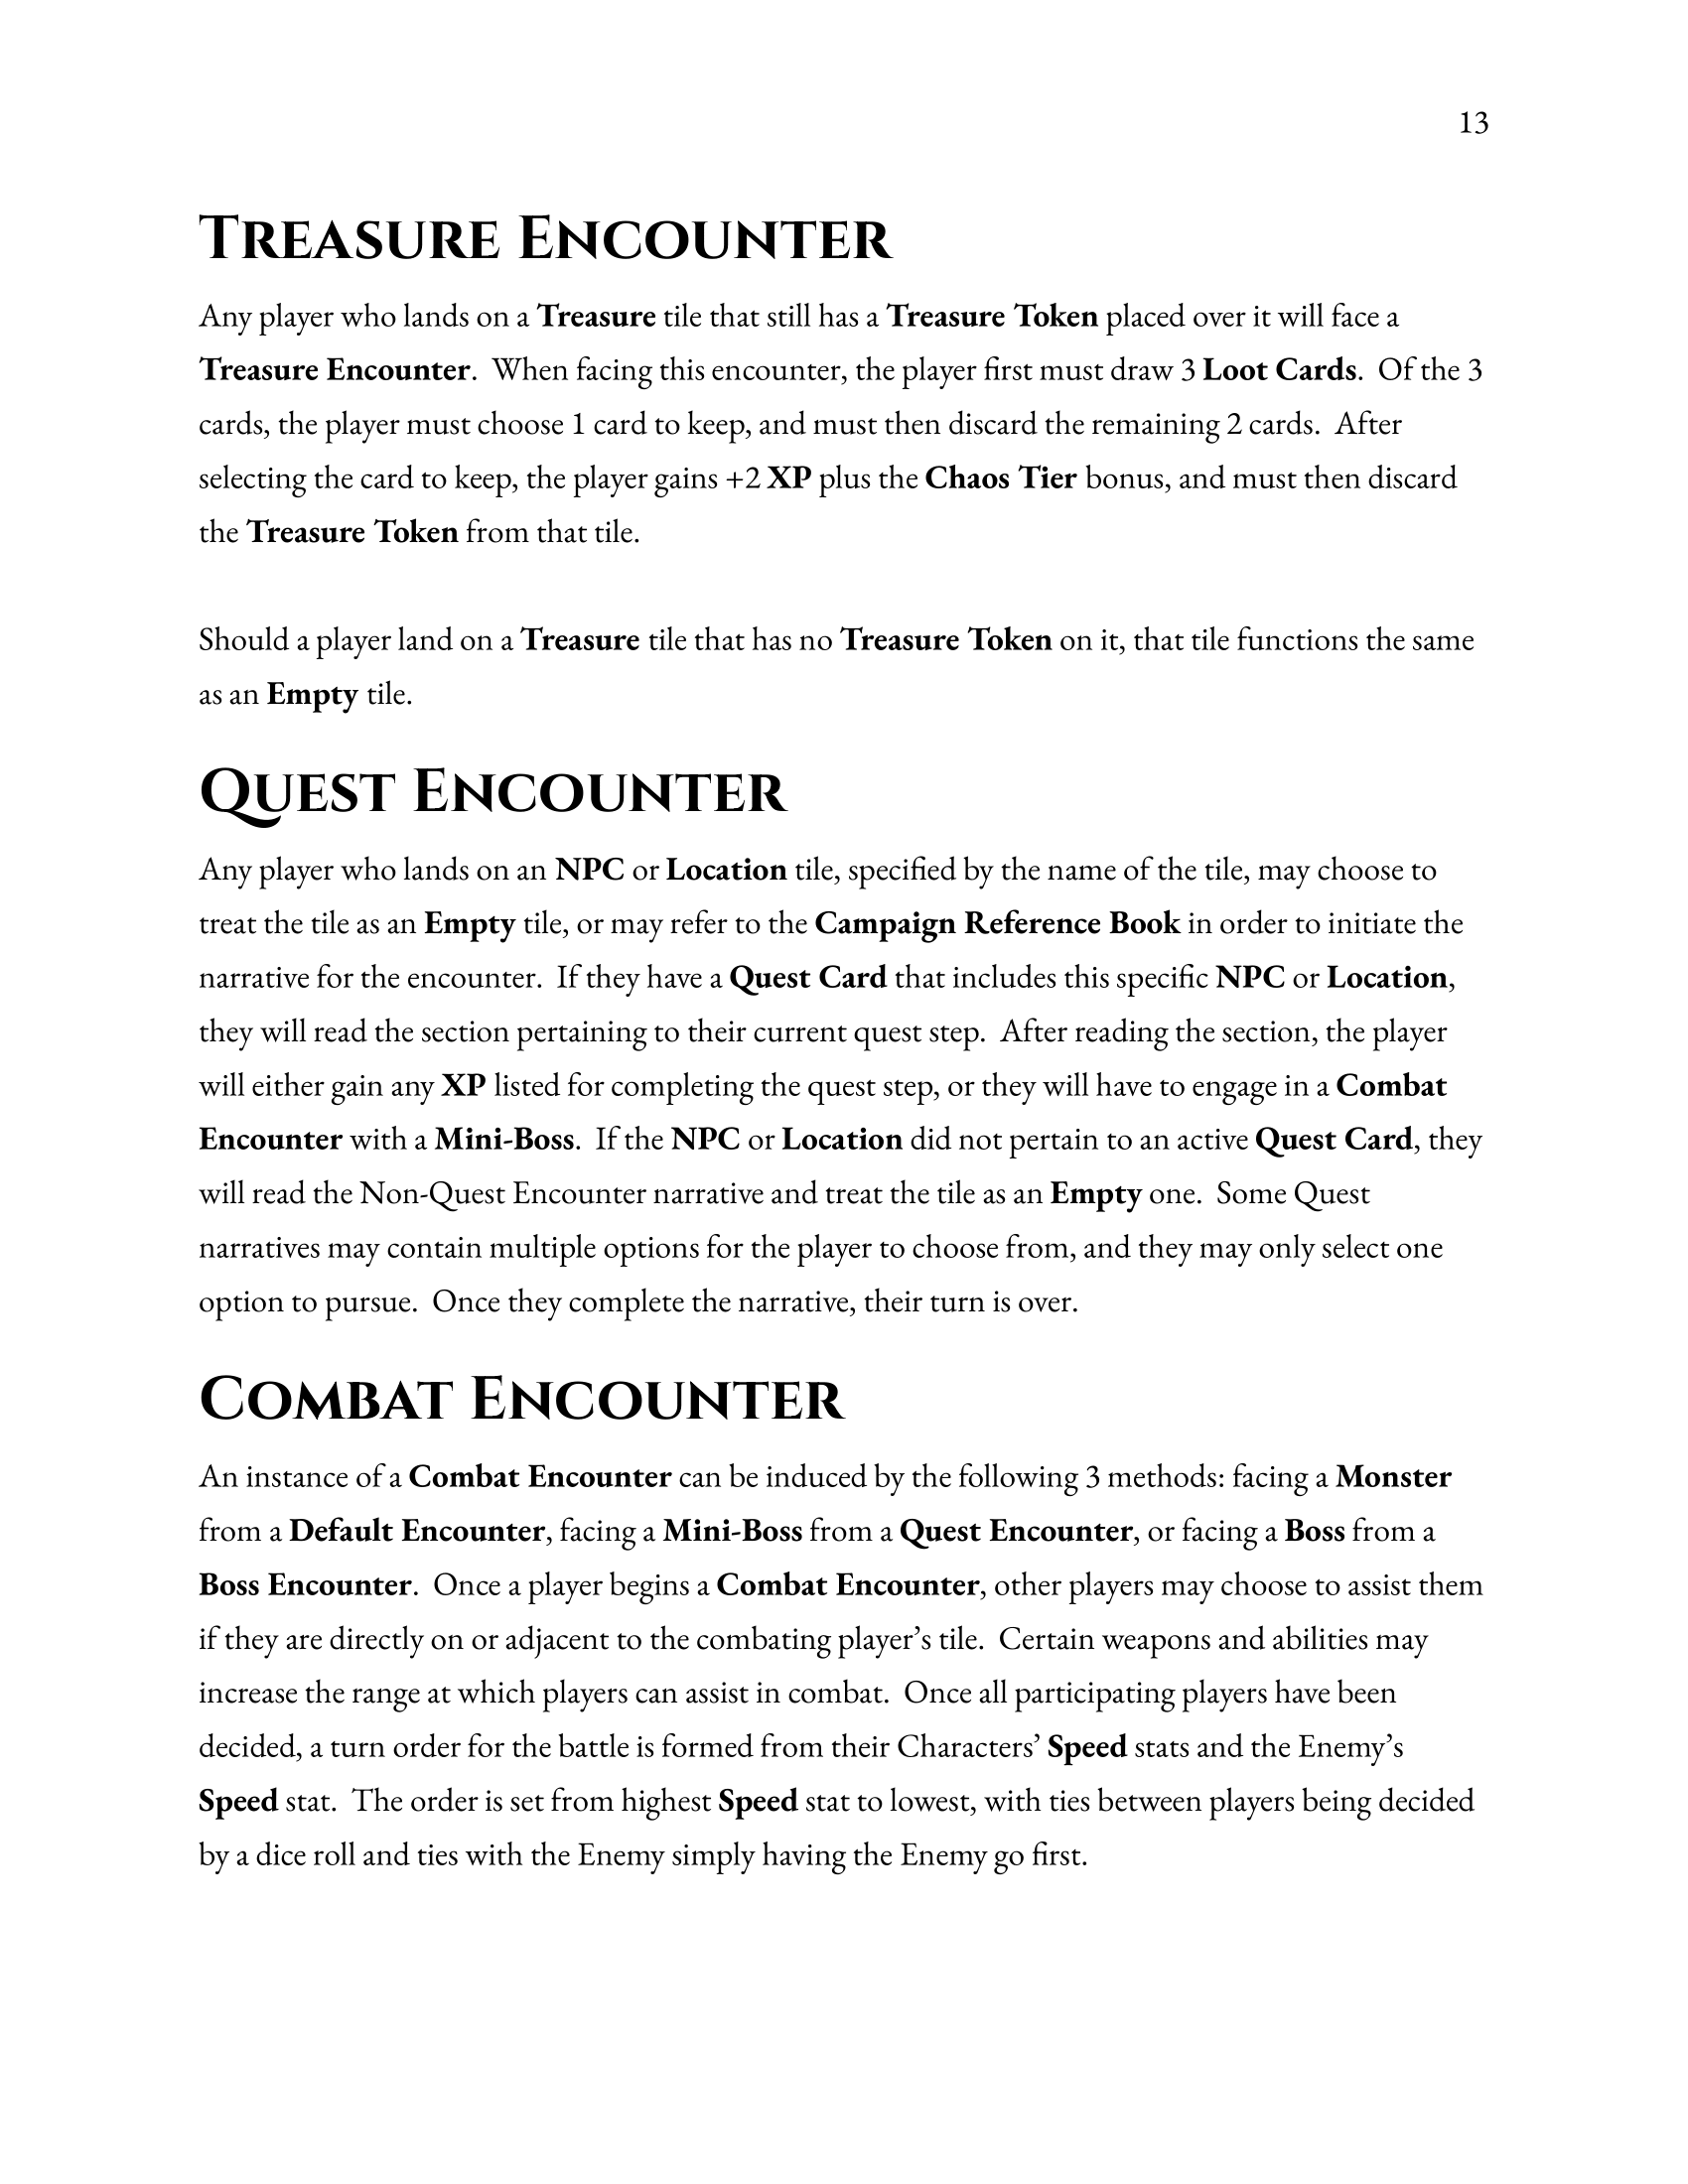 13
Treasure Encounter
Any player who lands on a Treasure tile that still has a Treasure Token placed over it will face a
Treasure Encounter.  When facing this encounter, the player first must draw 3 Loot Cards.  Of the 3
cards, the player must choose 1 card to keep, and must then discard the remaining 2 cards.  After
selecting the card to keep, the player gains +2 XP plus the Chaos Tier bonus, and must then discard
the Treasure Token from that tile.
Should a player land on a Treasure tile that has no Treasure Token on it, that tile functions the same
as an Empty tile.
Quest Encounter
Any player who lands on an NPC or Location tile, specified by the name of the tile, may choose to
treat the tile as an Empty tile, or may refer to the Campaign Reference Book in order to initiate the
narrative for the encounter.  If they have a Quest Card that includes this specific NPC or Location,
they will read the section pertaining to their current quest step.  After reading the section, the player
will either gain any XP listed for completing the quest step, or they will have to engage in a Combat
Encounter with a Mini-Boss.  If the NPC or Location did not pertain to an active Quest Card, they
will read the Non-Quest Encounter narrative and treat the tile as an Empty one.  Some Quest
narratives may contain multiple options for the player to choose from, and they may only select one
option to pursue.  Once they complete the narrative, their turn is over.
Combat Encounter
An instance of a Combat Encounter can be induced by the following 3 methods: facing a Monster
from a Default Encounter, facing a Mini-Boss from a Quest Encounter, or facing a Boss from a
Boss Encounter.  Once a player begins a Combat Encounter, other players may choose to assist them
if they are directly on or adjacent to the combating player’s tile.  Certain weapons and abilities may
increase the range at which players can assist in combat.  Once all participating players have been
decided, a turn order for the battle is formed from their Characters’ Speed stats and the Enemy’s
Speed stat.  The order is set from highest Speed stat to lowest, with ties between players being decided
by a dice roll and ties with the Enemy simply having the Enemy go first.